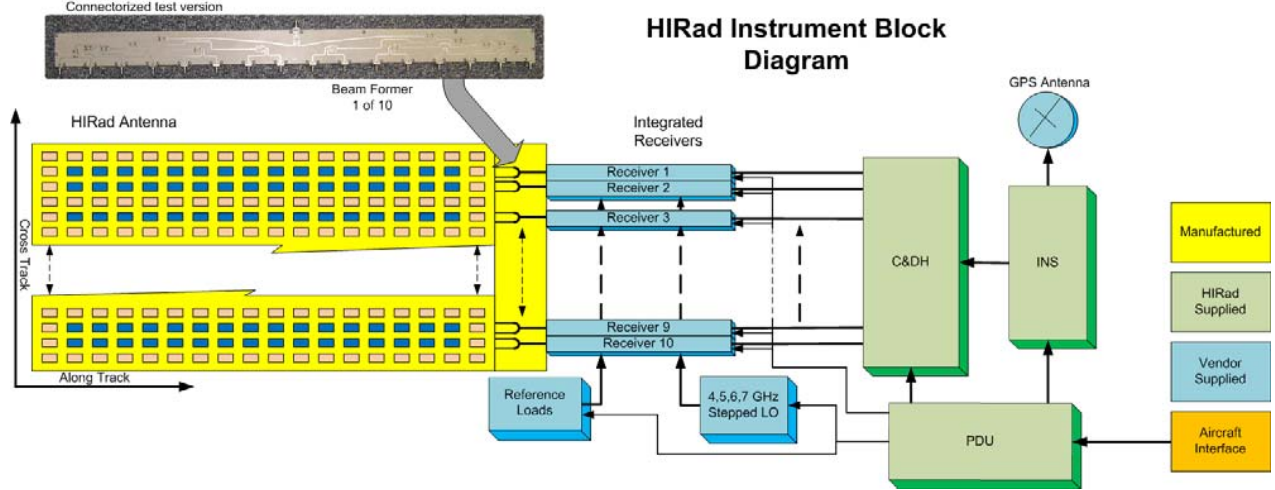 Connectorized test version
HIRad Instrument Block
Diagram
Beam Former
1 of 10
GPS Antenna
HIRad Antenna
Integrated
Receivers
Receiver 1
Receiver 2
Receiver 3
Cross Track
C&DH
INS
Manufactured
HIRad
Supplied
Receiver 9
Receiver 10
Vendor
Supplied
Along Track
Reference
Loads
4,5,6,7 GHz
Stepped LO
PDU
Aircraft
Interface